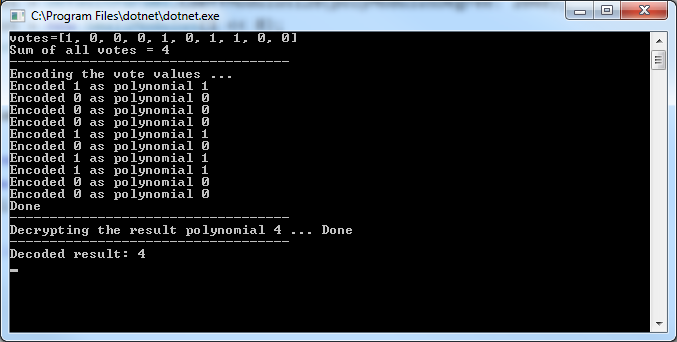 C:\Program Files\dotnet\dotnet.exe
votes=[1, 0, 0, 0, 1, 0, 1, 1, 0, 0]
Sum of all votes = 4
-----------------------------------
Encoding the vote values ...
Encoded 1 as polynomial 1
Encoded 0 as polynomial 0
Encoded 0 as polynomial 0
Encoded 0 as polynomial 0
Encoded 1 as polynomial 1
Encoded 0 as polynomial 0
Encoded 1 as polynomial 1
Encoded 1 as polynomial 1
Encoded 0 as polynomial 0
Encoded 0 as polynomial 0
Done
-----------------------------------
Decrypting the result polynomial 4 ... Done
-----------------------------------
Decoded result: 4